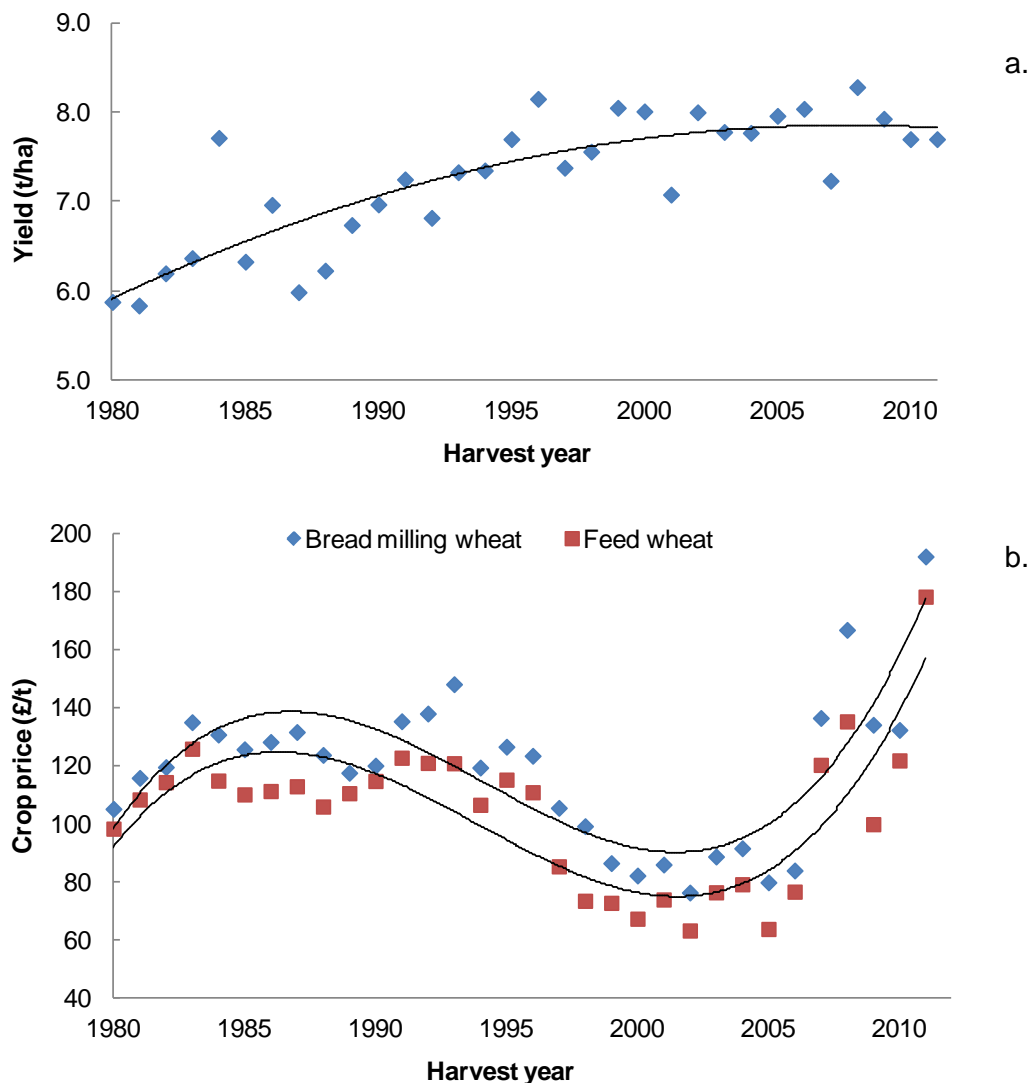 9.0
a.
8.0
7.0
6.0
5.0
Yield (t/ha)
1980 1985 1990 1995 2000 2005 2010
Harvest year
200
Bread milling wheat Feed wheat
b.
180
160
140
120
100
80
60
40
Crop price (£/t)
1980 1985 1990 1995 2000 2005 2010
Harvest year